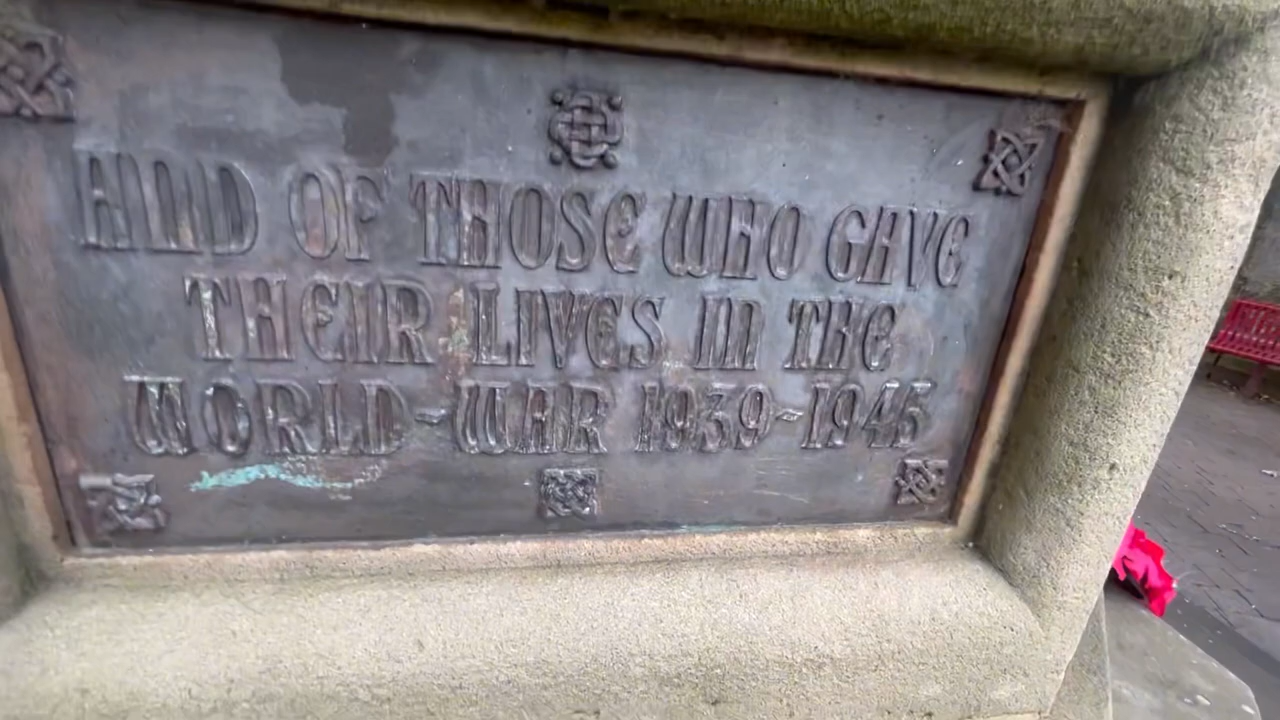 AND OF THOSE WHO GAVE
THEIR LIVES IN THE
WORLD-WAR 1939-1945